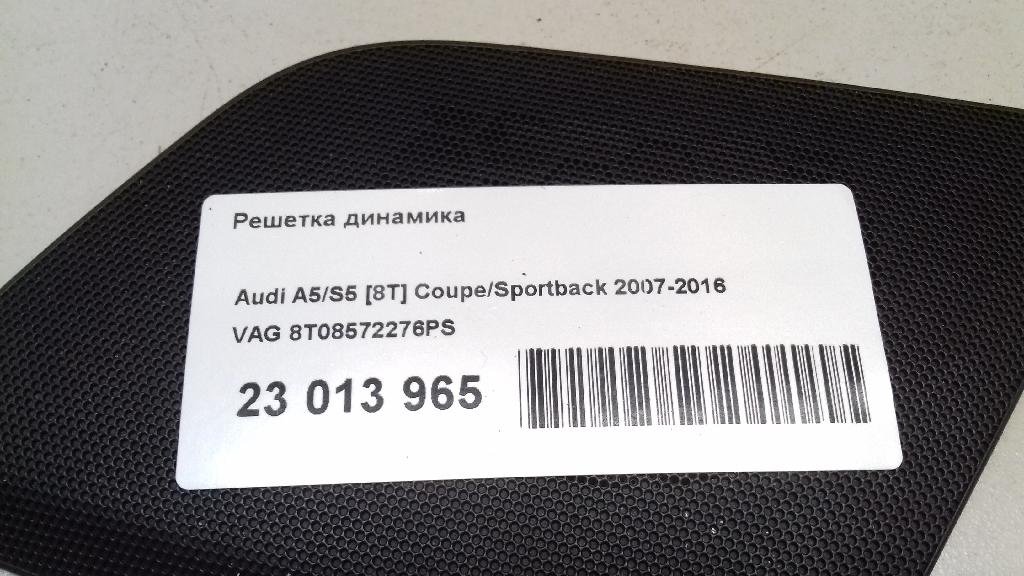 Решетка динамика
Audi A5/S5 [8T] Coupe/Sportback 2007-2016
VAG 8T08572276PS
23 013 965